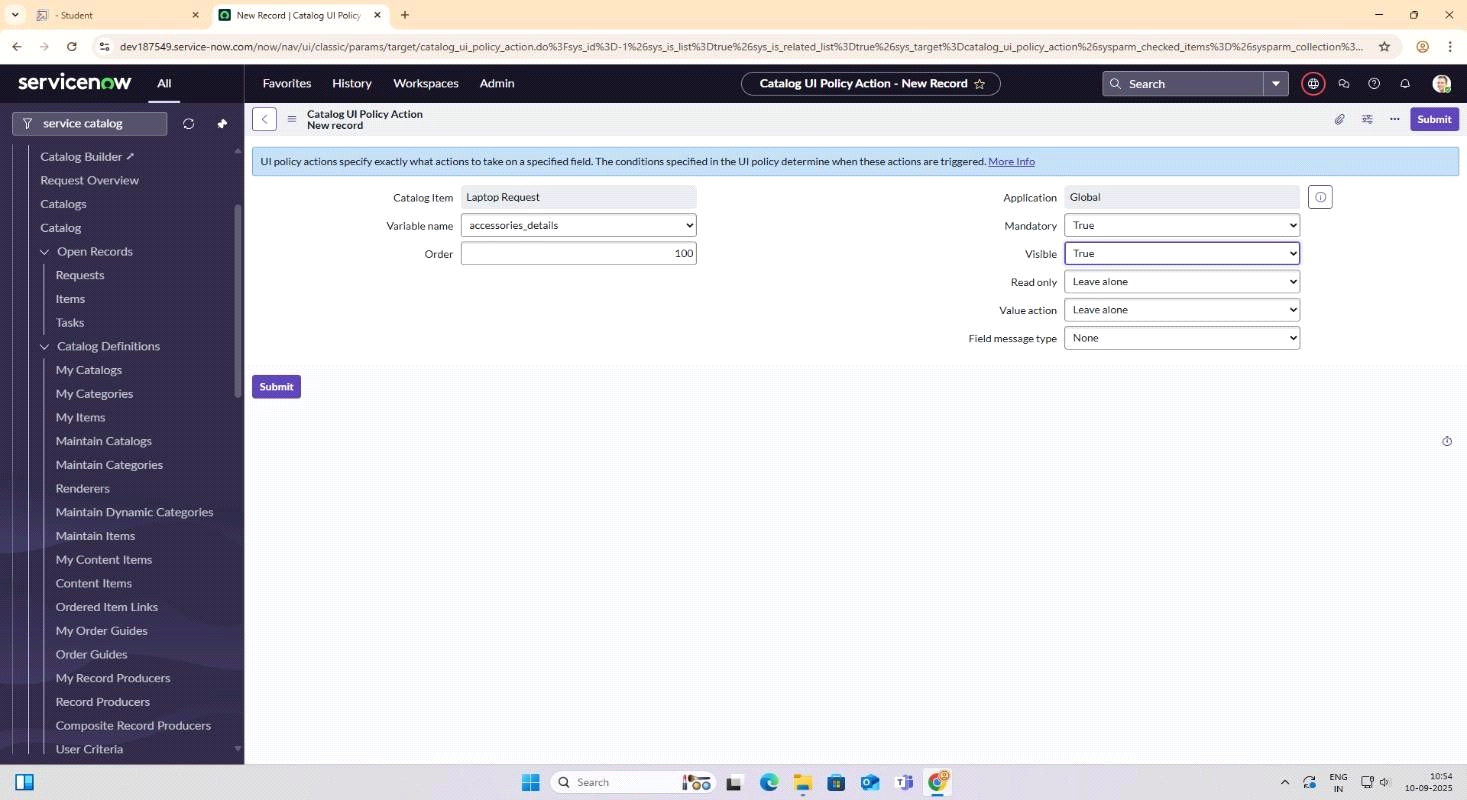 - Student
New Record | Catalog UI Policy
dev187549.service-now.com/now/nav/ui/classic/params/target/catalog_ui_policy_action.do%3Fsys_id%3D-1%26sys_is_list%3Dtrue%26sys_is_related_list%3Dtrue%26sys_target%3Dcatalog_ui_policy_action%26sysparm_checked_items%3D%26sysparm_collection%3...
servicenow
All
Favorites
History
Workspaces
Admin
Catalog UI Policy Action - New Record
Search
service catalog
Catalog UI Policy Action
New record
Submit
Catalog Builder
Request Overview
Catalogs
Catalog
Open Records
Requests
Items
Tasks
Catalog Definitions
My Catalogs
My Categories
My Items
Maintain Catalogs
Maintain Categories
Renderers
Maintain Dynamic Categories
Maintain Items
My Content Items
Content Items
Ordered Item Links
My Order Guides
Order Guides
My Record Producers
Record Producers
Composite Record Producers
User Criteria
UI policy actions specify exactly what actions to take on a specified field. The conditions specified in the UI policy determine when these actions are triggered. More Info
Catalog Item Laptop Request
Variable name accessories_details
Order 100
Application Global
Mandatory True
Visible True
Read only Leave alone
Value action Leave alone
Field message type None
Submit
Search
ENG
IN
10:54
10-09-2025